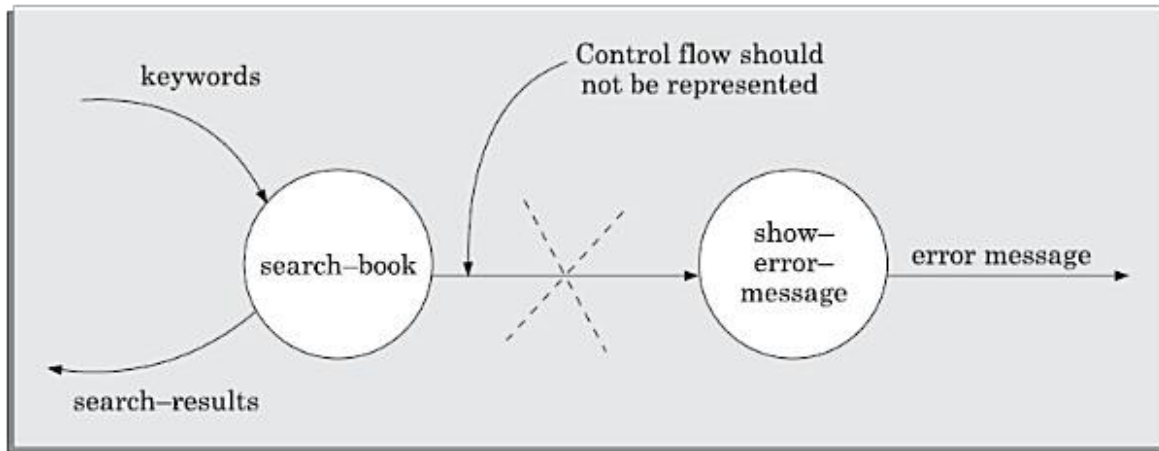 keywords
Control flow should
not be represented
search–book
show–
error–
message
error message
search–results